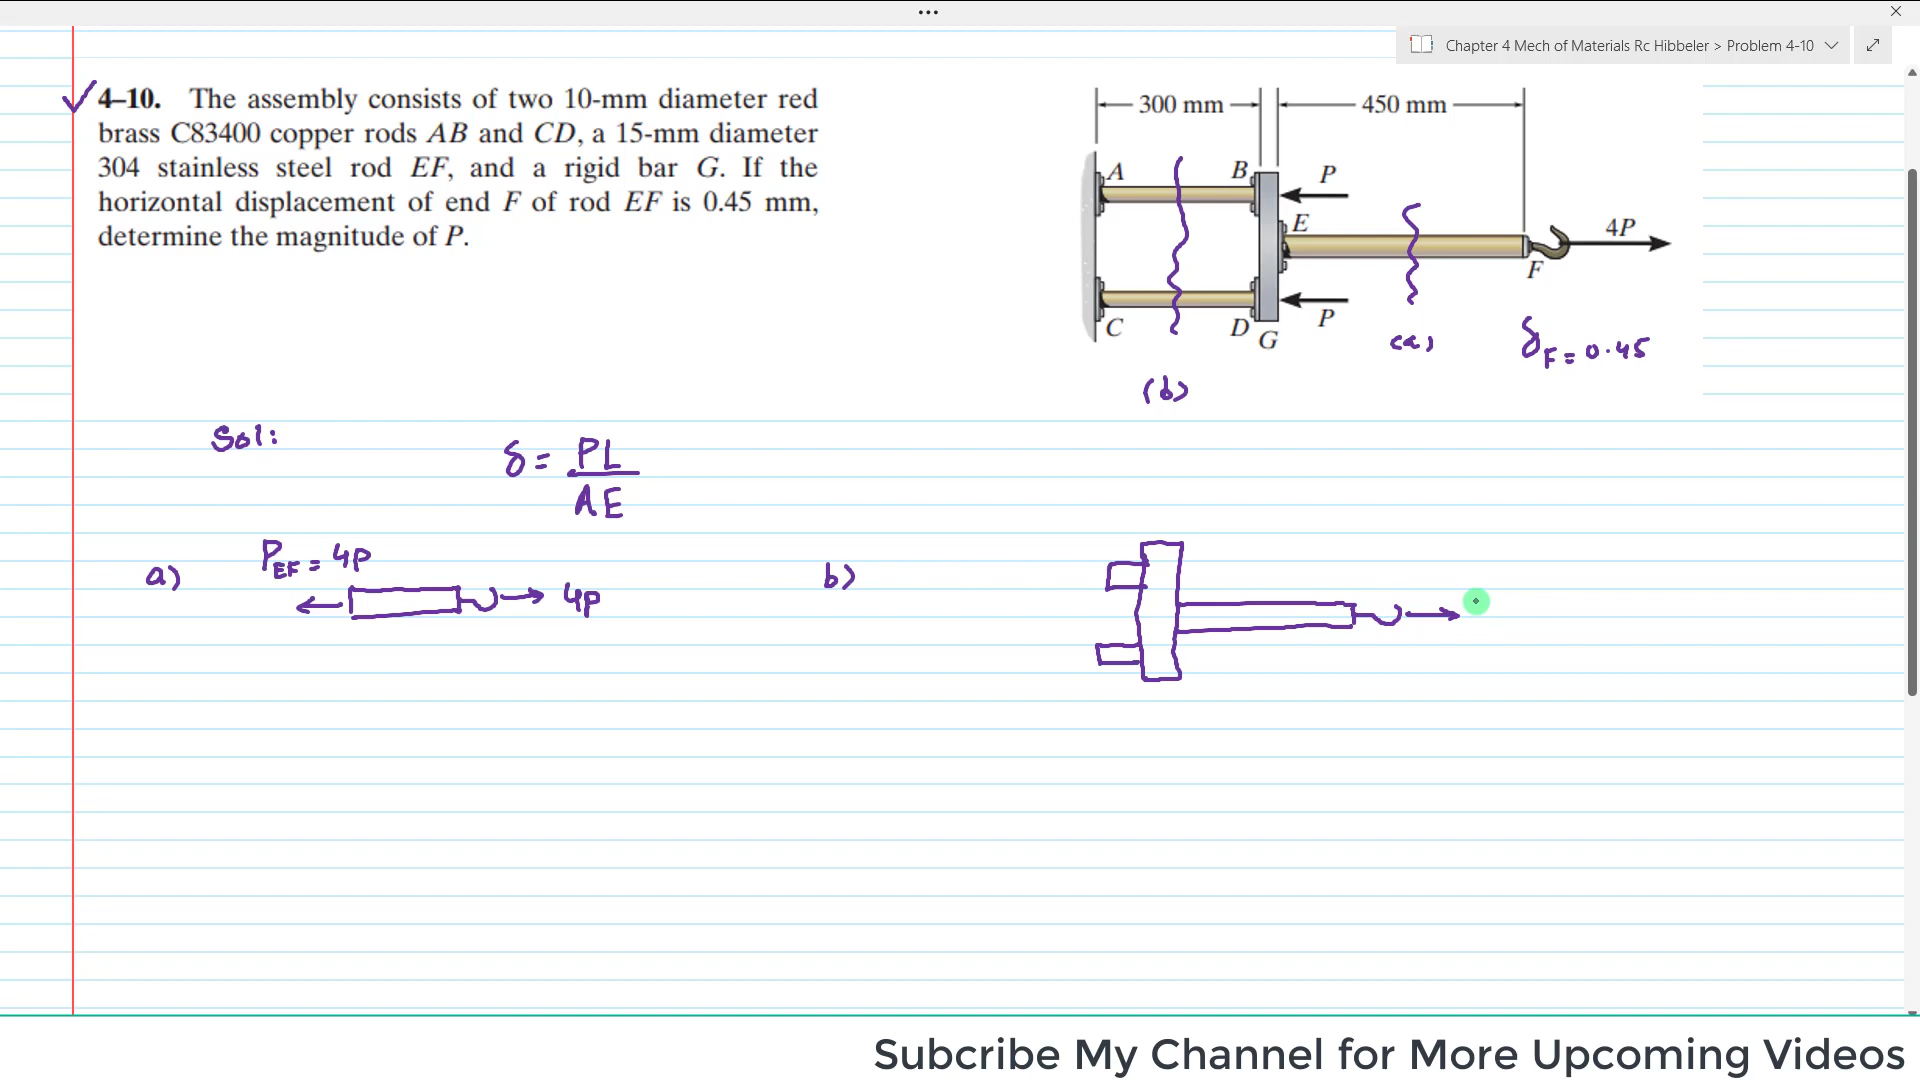 Chapter 4 Mech of Materials Rc Hibbeler > Problem 4-10
4–10. The assembly consists of two 10-mm diameter red
brass C83400 copper rods AB and CD, a 15-mm diameter
304 stainless steel rod EF, and a rigid bar G. If the
horizontal displacement of end F of rod EF is 0.45 mm,
determine the magnitude of P.
300 mm
450 mm
A
B
P
E
4P
F
C
D
G
P
(a)
δF = 0.45
(b)
Sol:
δ = PL
AE
a)
PEF = 4P
4P
b)
Subcribe My Channel for More Upcoming Videos